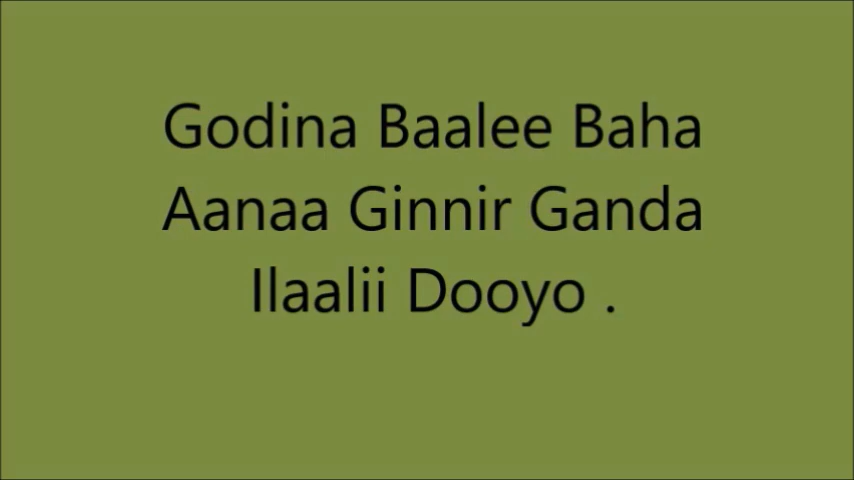 Godina Baalee Baha
Aanaa Ginnir Ganda
Ilaalii Dooyo .